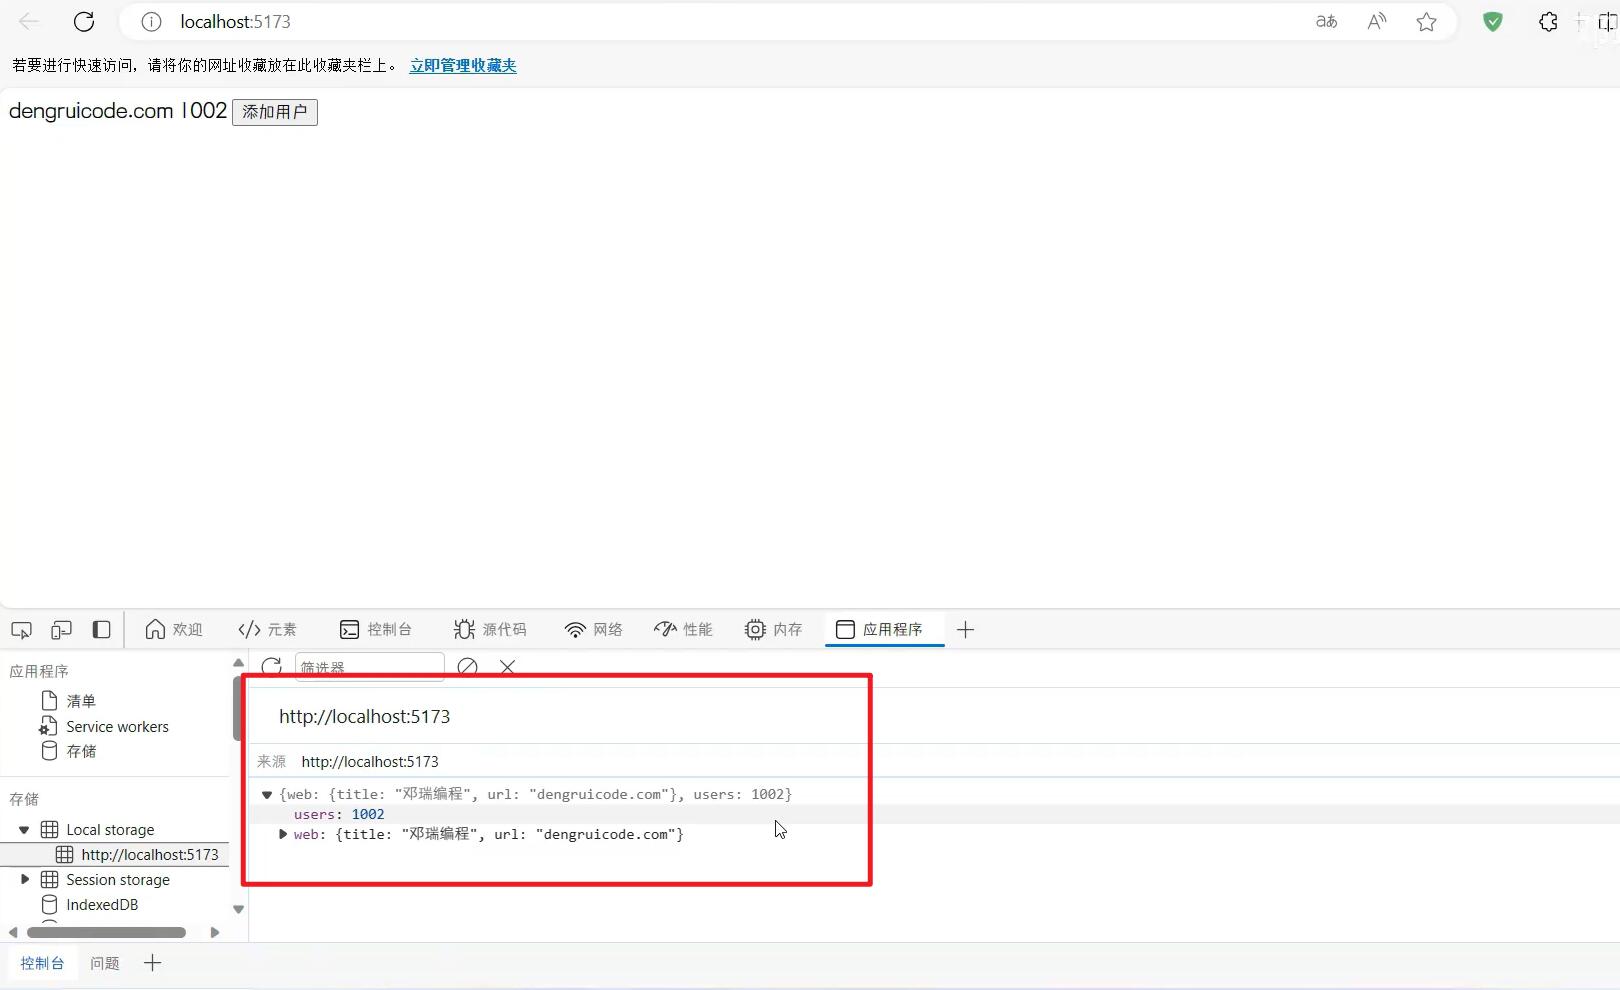 localhost:5173
若要进行快速访问，请将你的网址收藏放在此收藏夹栏上。 立即管理收藏夹
dengruicode.com 1002 添加用户
欢迎 元素 控制台 源代码 网络 性能 内存 应用程序
应用程序
清单
Service workers
存储
存储
Local storage
http://localhost:5173
Session storage
IndexedDB
筛选器
http://localhost:5173
来源 http://localhost:5173
{web: {title: "邓瑞编程", url: "dengruicode.com"}, users: 1002}
users: 1002
web: {title: "邓瑞编程", url: "dengruicode.com"}
控制台 问题